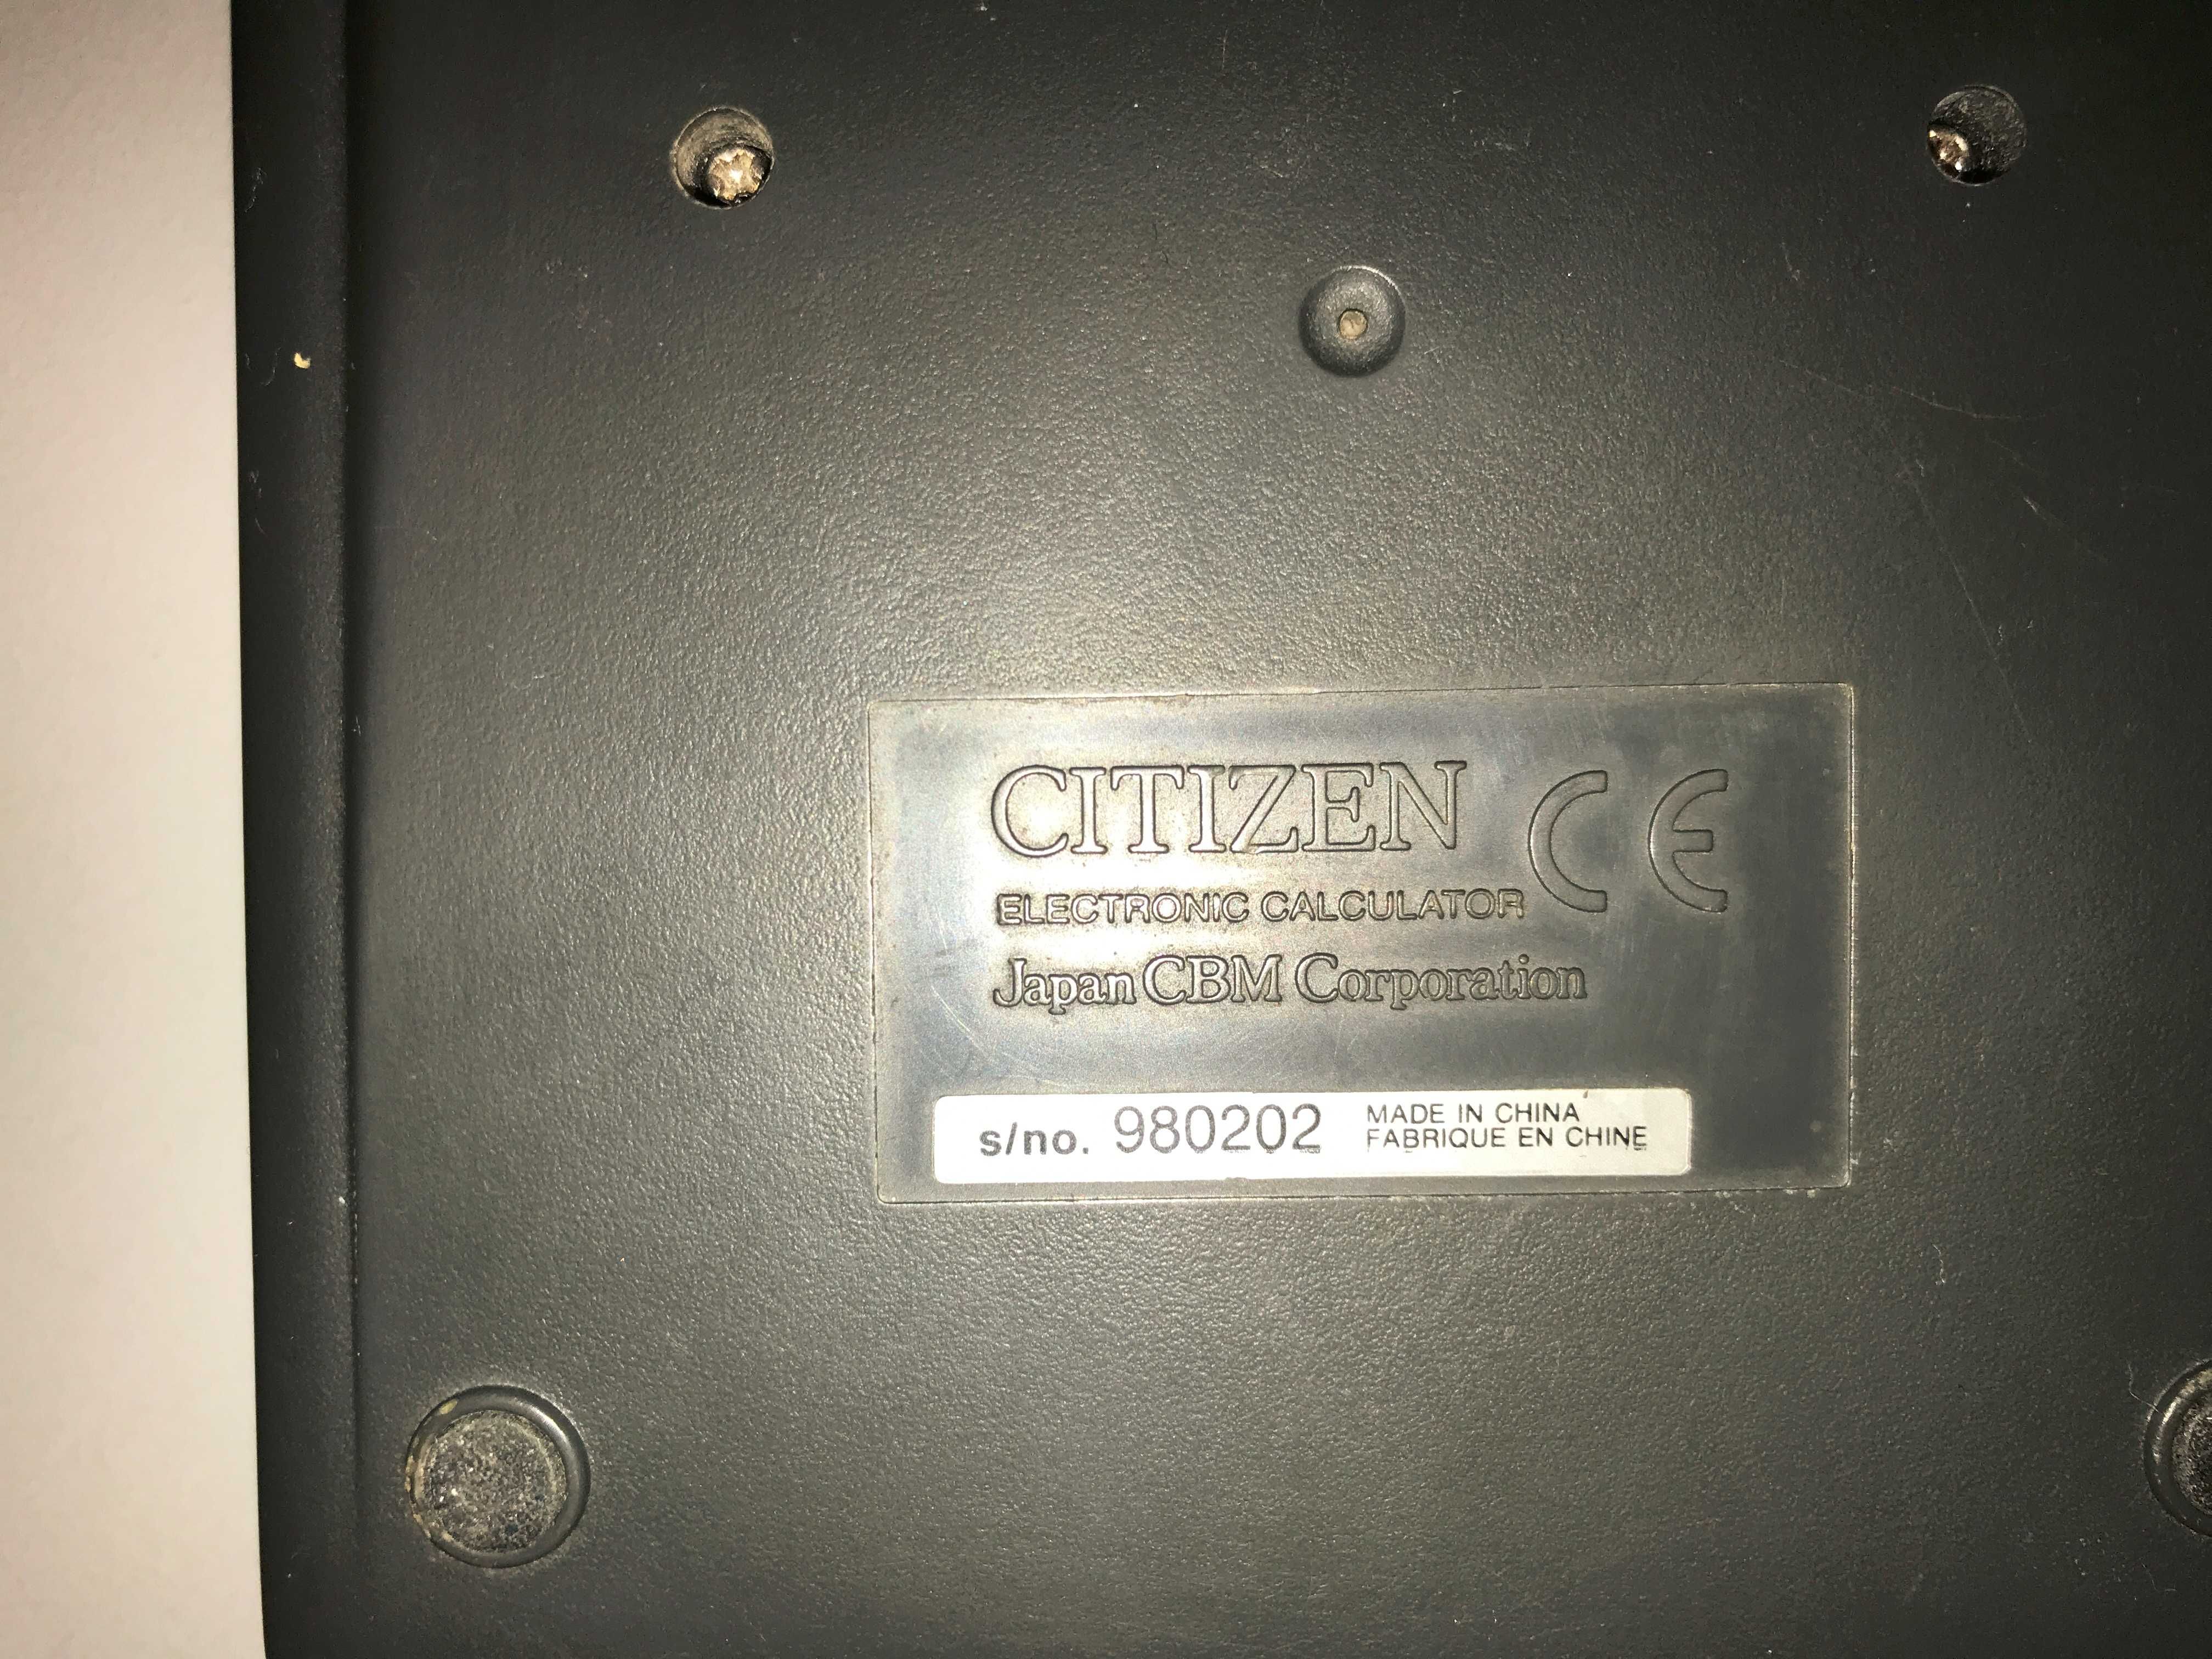 CITIZEN CE
ELECTRONIC CALCULATOR
Japan CBM Corporation
s/no. 980202
MADE IN CHINA
FABRIQUE EN CHINE